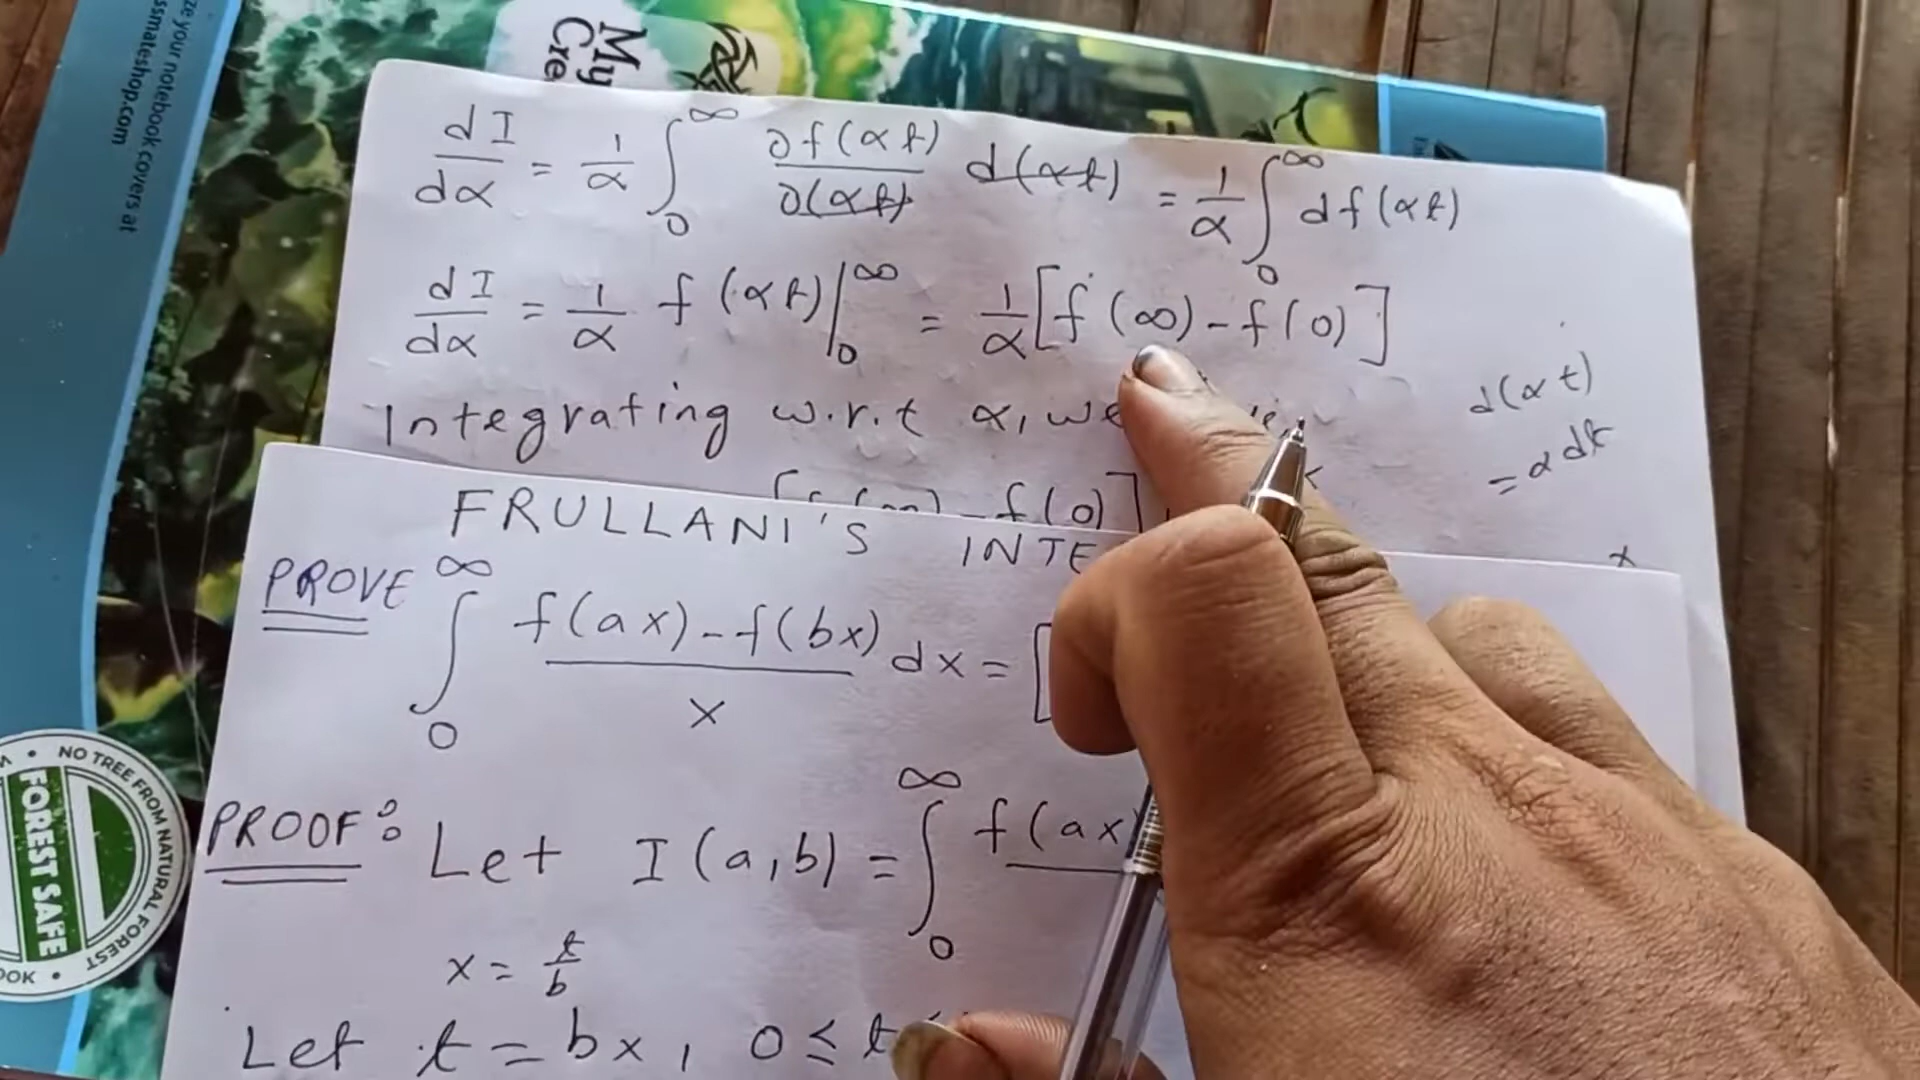 ze your notebook covers at
ssmateshop.com
My
Cre
dI/dα = 1/α ∫₀^∞ ∂f(αt)/∂(αt) d(αt) = 1/α ∫₀^∞ df(αt)
dI/dα = 1/α f(αt)|₀^∞ = 1/α [f(∞) - f(0)]
d(αt)
= α dt
Integrating w.r.t α, we
f(0)]
FRULLANI'S INTE
PROVE ∫₀^∞ f(ax) - f(bx) / x dx = [
PROOF: Let I(a,b) = ∫₀^∞ f(ax)
x = t/b
Let t = bx, 0 ≤ t
NO TREE FROM NATURAL FOREST
FOREST SAFE
OOK